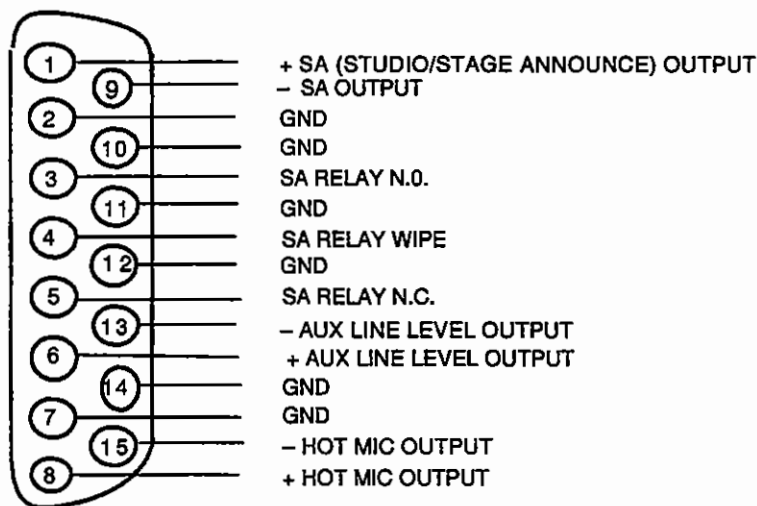 1 + SA (STUDIO/STAGE ANNOUNCE) OUTPUT
9 – SA OUTPUT
2 GND
10 GND
3 SA RELAY N.O.
11 GND
4 SA RELAY WIPE
12 GND
5 SA RELAY N.C.
13 – AUX LINE LEVEL OUTPUT
6 + AUX LINE LEVEL OUTPUT
14 GND
7 GND
15 – HOT MIC OUTPUT
8 + HOT MIC OUTPUT